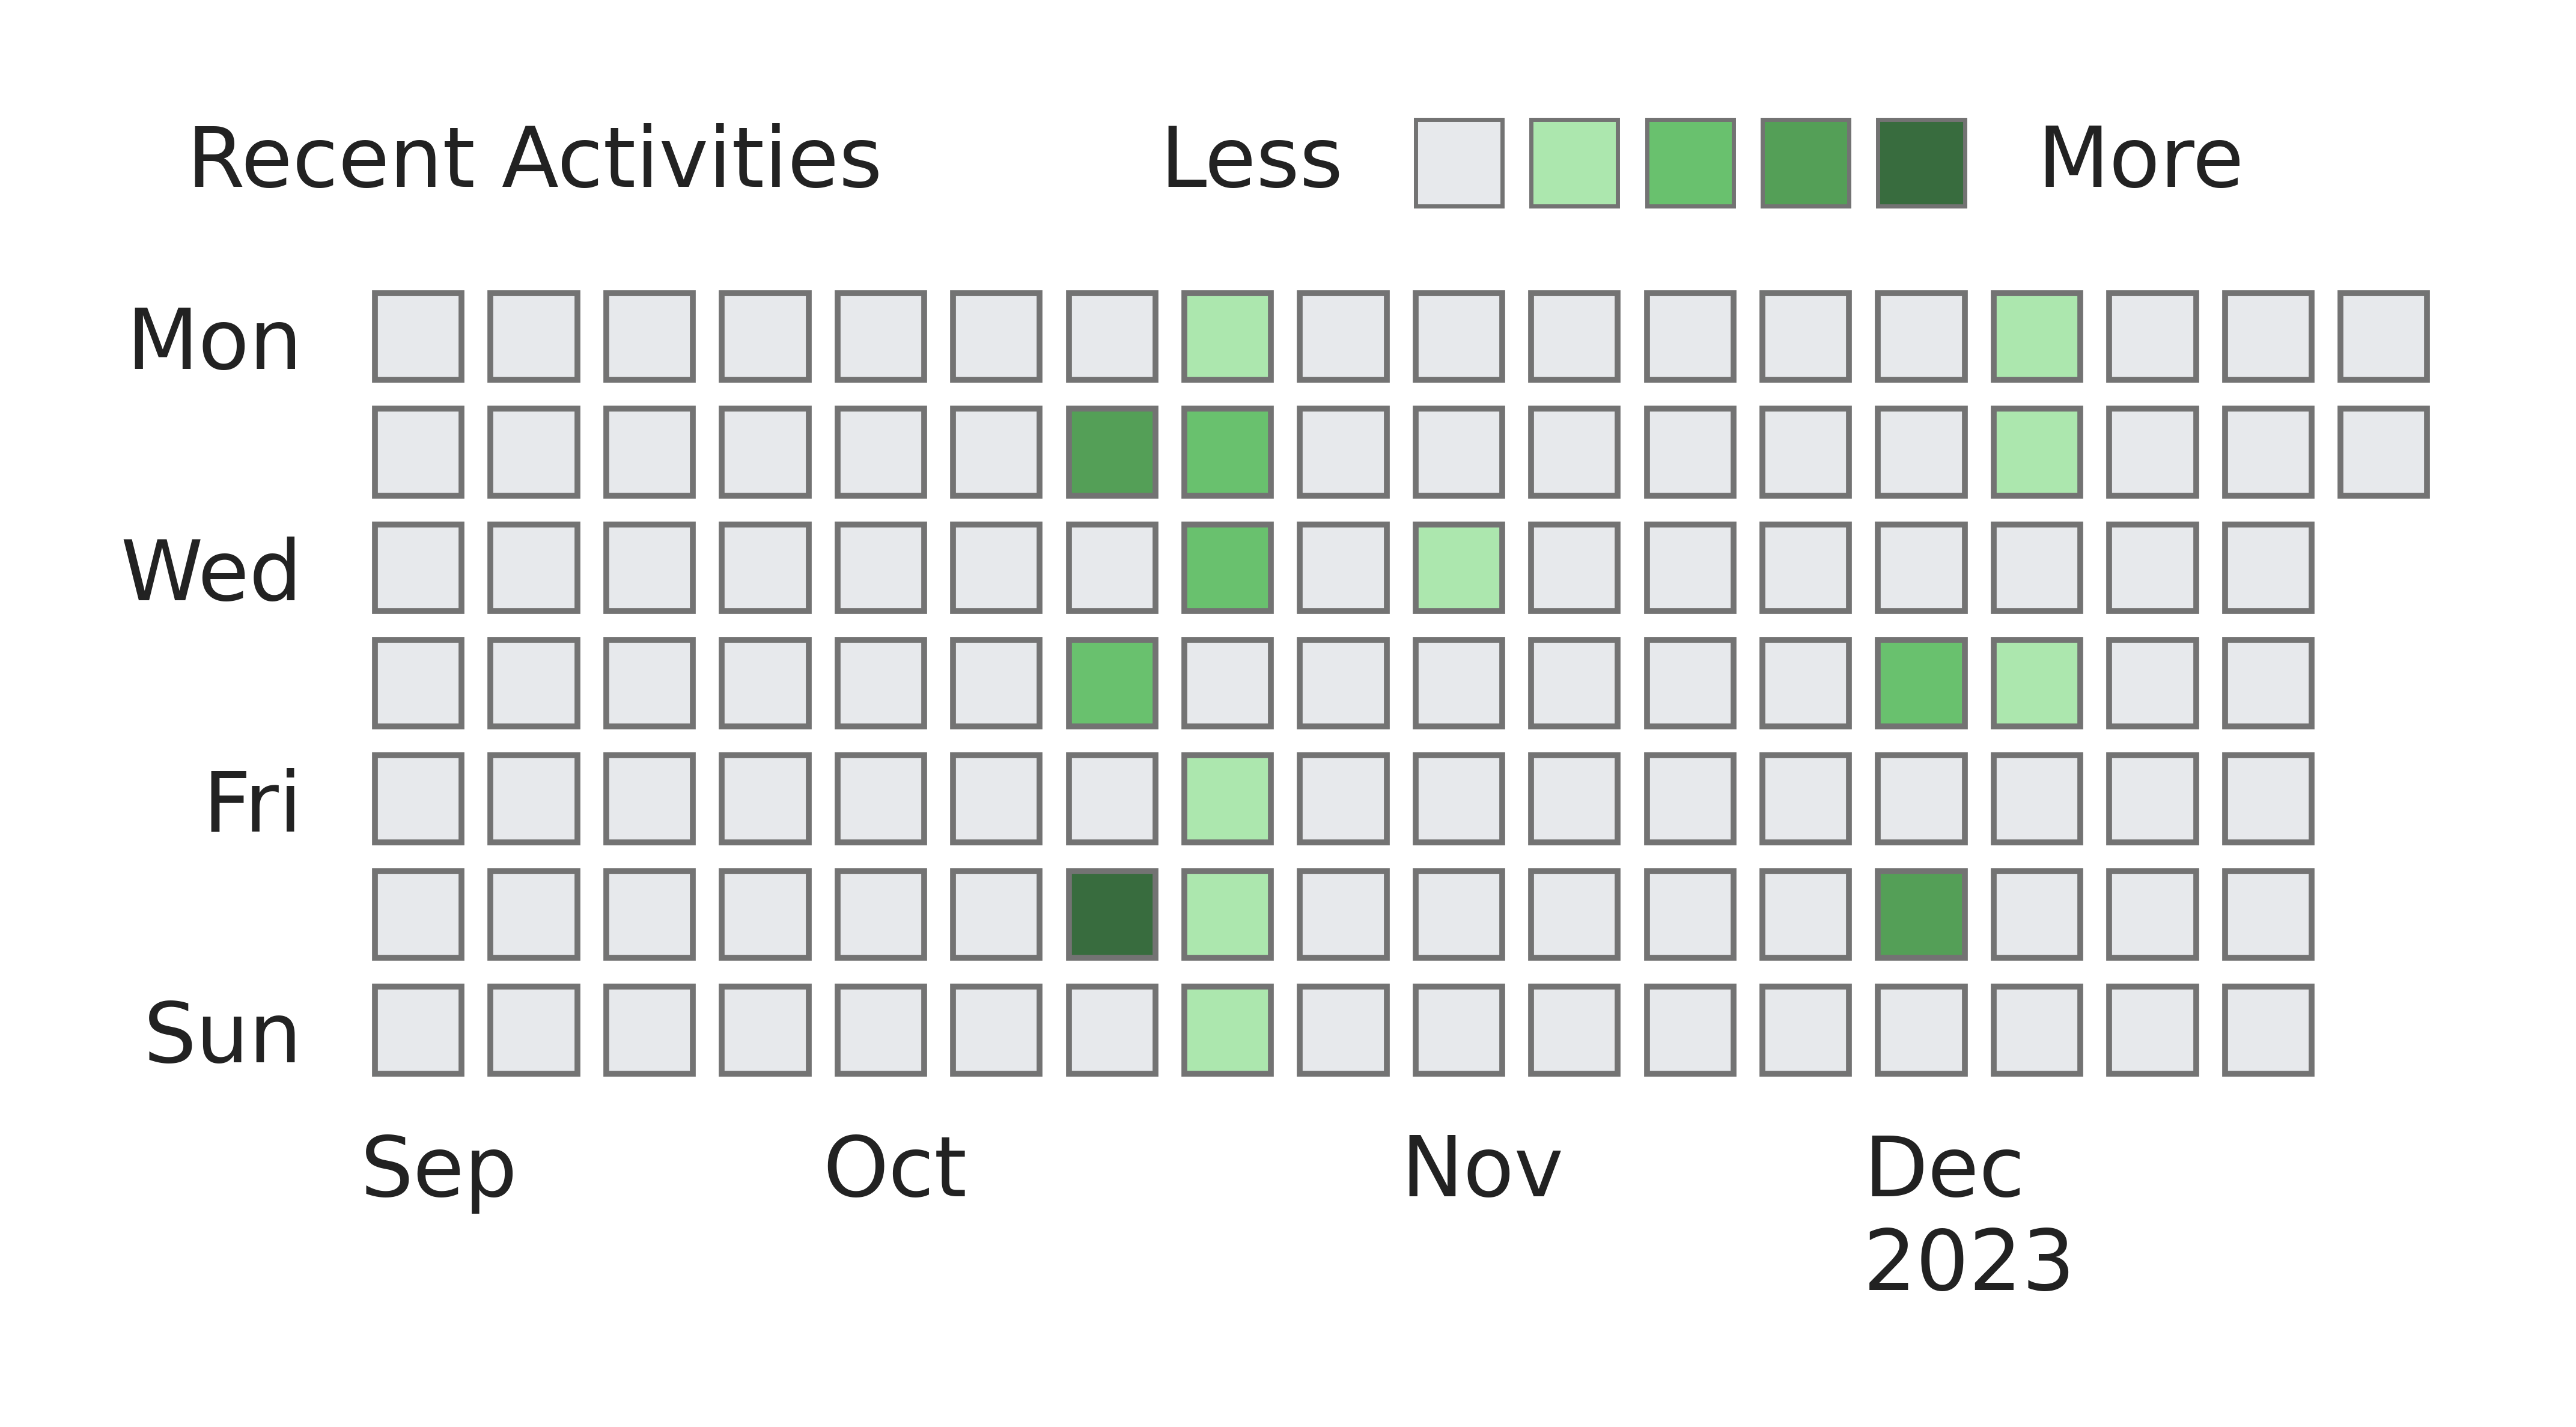 Recent Activities
Less
More
Mon
Wed
Fri
Sun
Sep
Oct
Nov
Dec
2023